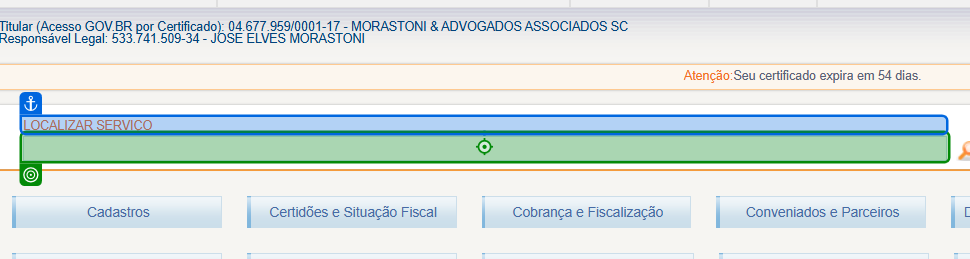 Titular (Acesso GOV.BR por Certificado): 04.677.959/0001-17 - MORASTONI & ADVOGADOS ASSOCIADOS SC
Responsável Legal: 533.741.509-34 - JOSE ELVES MORASTONI
Atenção:Seu certificado expira em 54 dias.
LOCALIZAR SERVIÇO
Cadastros
Certidões e Situação Fiscal
Cobrança e Fiscalização
Conveniados e Parceiros